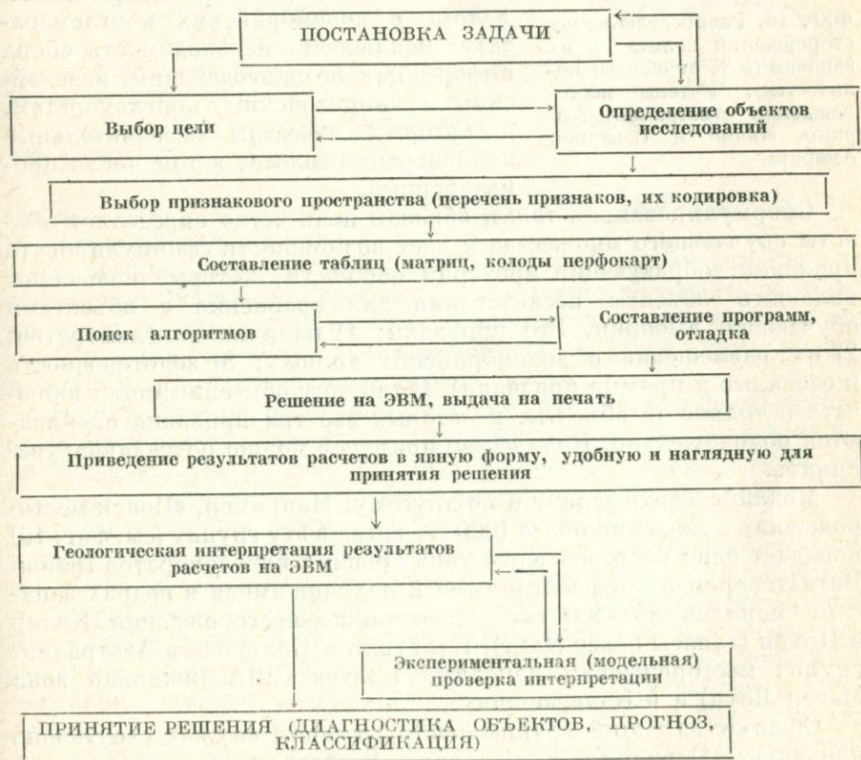 ПОСТАНОВКА ЗАДАЧИ
Выбор цели
Определение объектов
исследований
Выбор признакового пространства (перечень признаков, их кодировка)
Составление таблиц (матриц, колоды перфокарт)
Поиск алгоритмов
Составление программ,
отладка
Решение на ЭВМ, выдача на печать
Приведение результатов расчетов в явную форму, удобную и наглядную для
принятия решения
Геологическая интерпретация результатов
расчетов на ЭВМ
Экспериментальная (модельная)
проверка интерпретации
ПРИНЯТИЕ РЕШЕНИЯ (ДИАГНОСТИКА ОБЪЕКТОВ, ПРОГНОЗ,
КЛАССИФИКАЦИЯ)